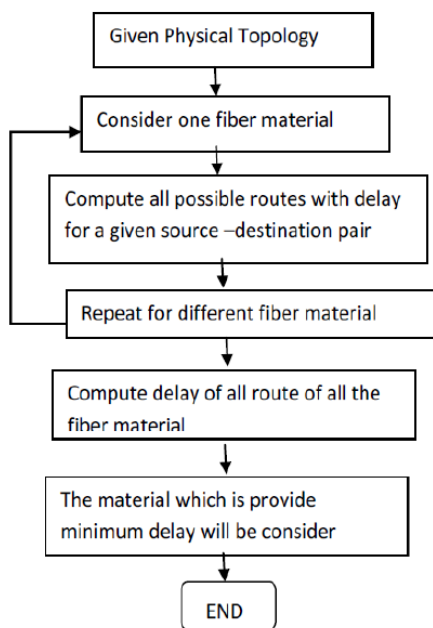 Given Physical Topology
Consider one fiber material
Compute all possible routes with delay
for a given source –destination pair
Repeat for different fiber material
Compute delay of all route of all the
fiber material
The material which is provide
minimum delay will be consider
END